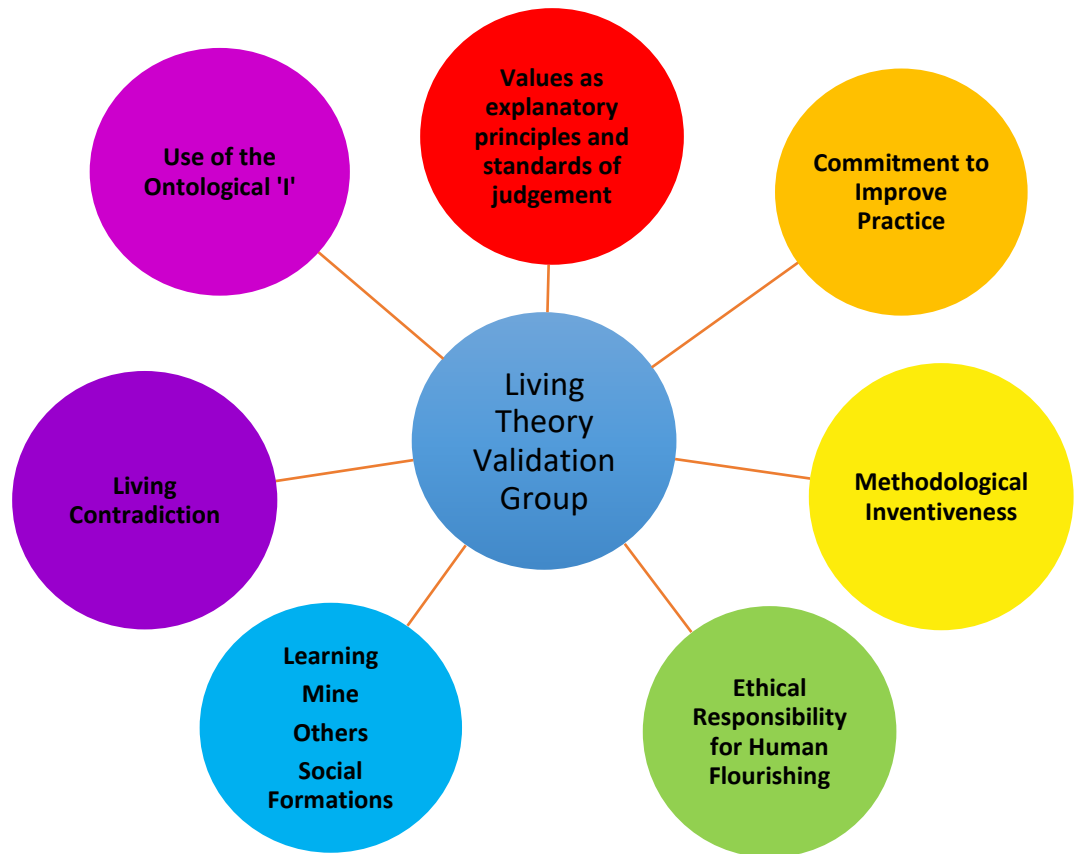 Values as
explanatory
principles and
standards of
judgement
Commitment to
Improve
Practice
Methodological
Inventiveness
Ethical
Responsibility
for Human
Flourishing
Learning
Mine
Others
Social
Formations
Living
Contradiction
Use of the
Ontological 'I'
Living
Theory
Validation
Group